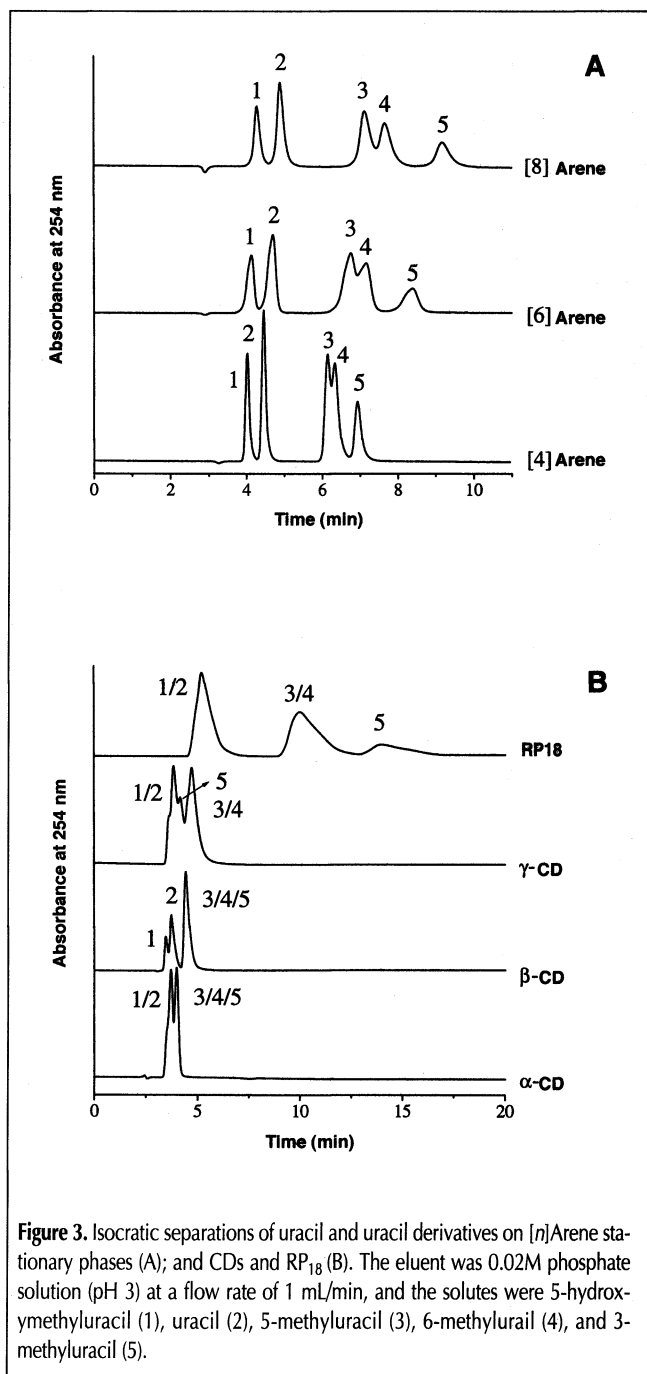 A
Absorbance at 254 nm
1 2 3 4 5
[8] Arene
1 2 3 4 5
[6] Arene
1 2 3 4 5
[4] Arene
0 2 4 6 8 10
Time (min)
B
Absorbance at 254 nm
1/2 3/4 5
RP18
1/2 5 3/4
γ-CD
1 2 3/4/5
β-CD
1/2 3/4/5
α-CD
0 5 10 15 20
Time (min)
Figure 3. Isocratic separations of uracil and uracil derivatives on [n]Arene sta-
tionary phases (A); and CDs and RP18 (B). The eluent was 0.02M phosphate
solution (pH 3) at a flow rate of 1 mL/min, and the solutes were 5-hydrox-
ymethyluracil (1), uracil (2), 5-methyluracil (3), 6-methylurail (4), and 3-
methyluracil (5).